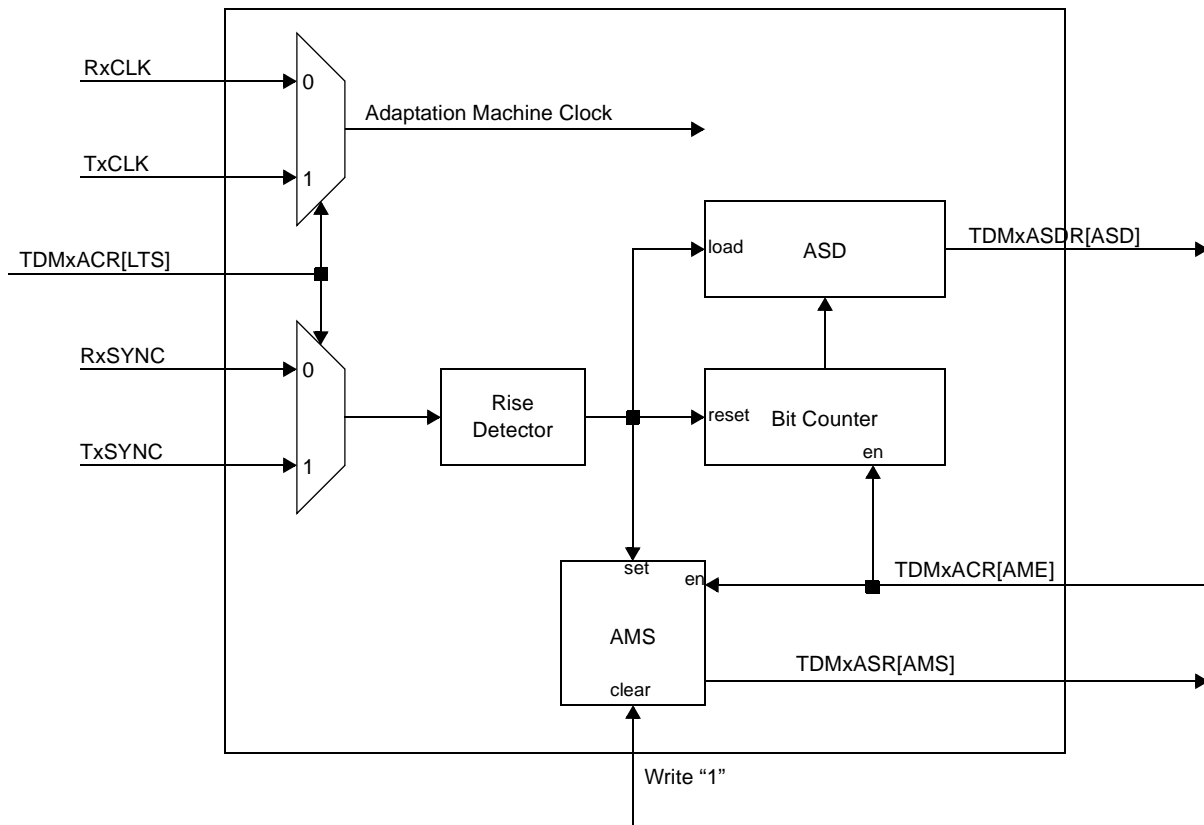 RxCLK
0
Adaptation Machine Clock
TxCLK
1
TDMxACR[LTS]
load
ASD
TDMxASDR[ASD]
RxSYNC
0
Rise
Detector
reset
Bit Counter
en
TxSYNC
1
set
en
TDMxACR[AME]
AMS
TDMxASR[AMS]
clear
Write “1”